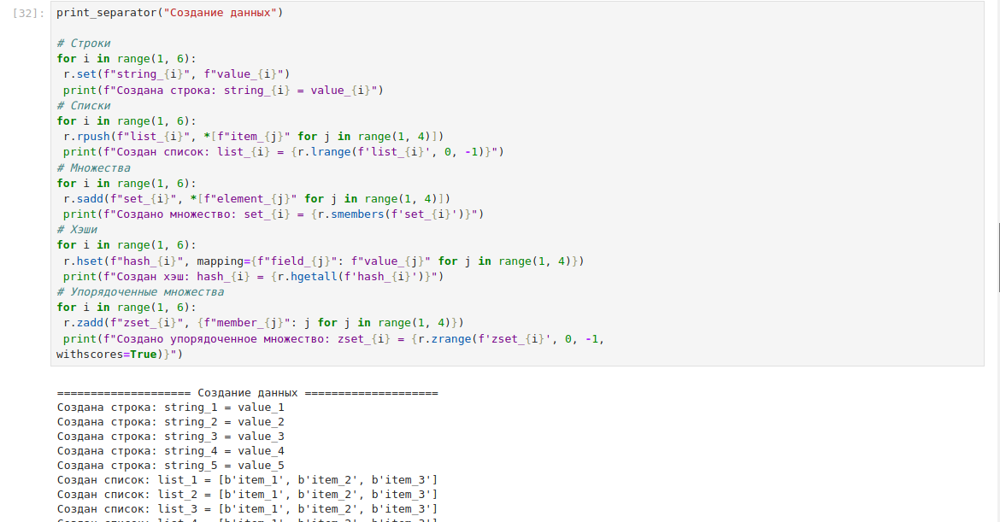 [32]: print_separator("Создание данных")
# Строки
for i in range(1, 6):
 r.set(f"string_{i}", f"value_{i}")
 print(f"Создана строка: string_{i} = value_{i}")
# Списки
for i in range(1, 6):
 r.rpush(f"list_{i}", *[f"item_{j}" for j in range(1, 4)])
 print(f"Создан список: list_{i} = {r.lrange(f'list_{i}', 0, -1)}")
# Множества
for i in range(1, 6):
 r.sadd(f"set_{i}", *[f"element_{j}" for j in range(1, 4)])
 print(f"Создано множество: set_{i} = {r.smembers(f'set_{i}')}")
# Хэши
for i in range(1, 6):
 r.hset(f"hash_{i}", mapping={f"field_{j}": f"value_{j}" for j in range(1, 4)})
 print(f"Создан хэш: hash_{i} = {r.hgetall(f'hash_{i}')}")
# Упорядоченные множества
for i in range(1, 6):
 r.zadd(f"zset_{i}", {f"member_{j}": j for j in range(1, 4)})
 print(f"Создано упорядоченное множество: zset_{i} = {r.zrange(f'zset_{i}', 0, -1,
withscores=True)}")
==================== Создание данных ====================
Создана строка: string_1 = value_1
Создана строка: string_2 = value_2
Создана строка: string_3 = value_3
Создана строка: string_4 = value_4
Создана строка: string_5 = value_5
Создан список: list_1 = [b'item_1', b'item_2', b'item_3']
Создан список: list_2 = [b'item_1', b'item_2', b'item_3']
Создан список: list_3 = [b'item_1', b'item_2', b'item_3']